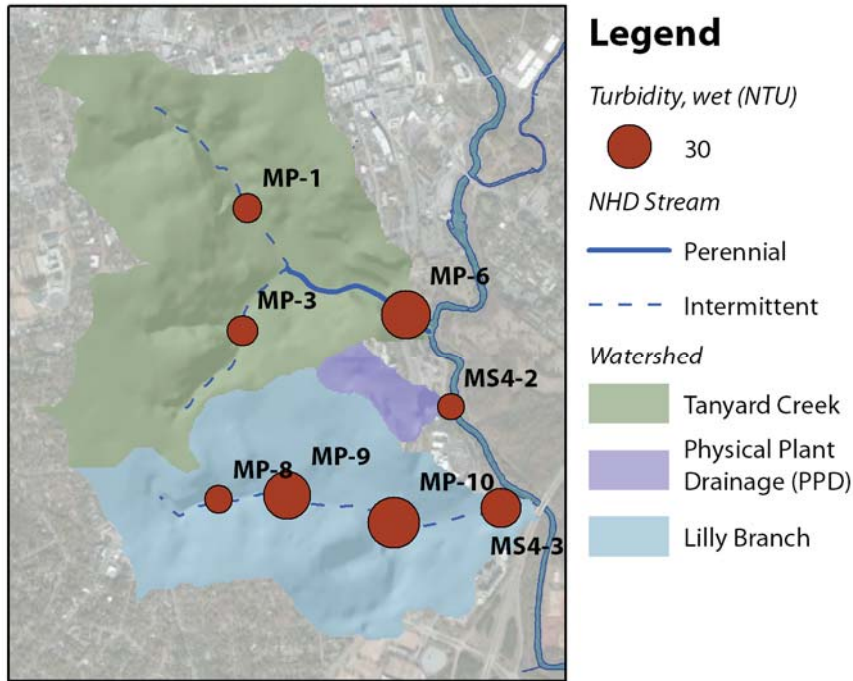 Legend
Turbidity, wet (NTU)
30
NHD Stream
Perennial
Intermittent
Watershed
Tanyard Creek
Physical Plant
Drainage (PPD)
Lilly Branch
MP-1
MP-6
MP-3
MS4-2
MP-9
MP-8
MP-10
MS4-3